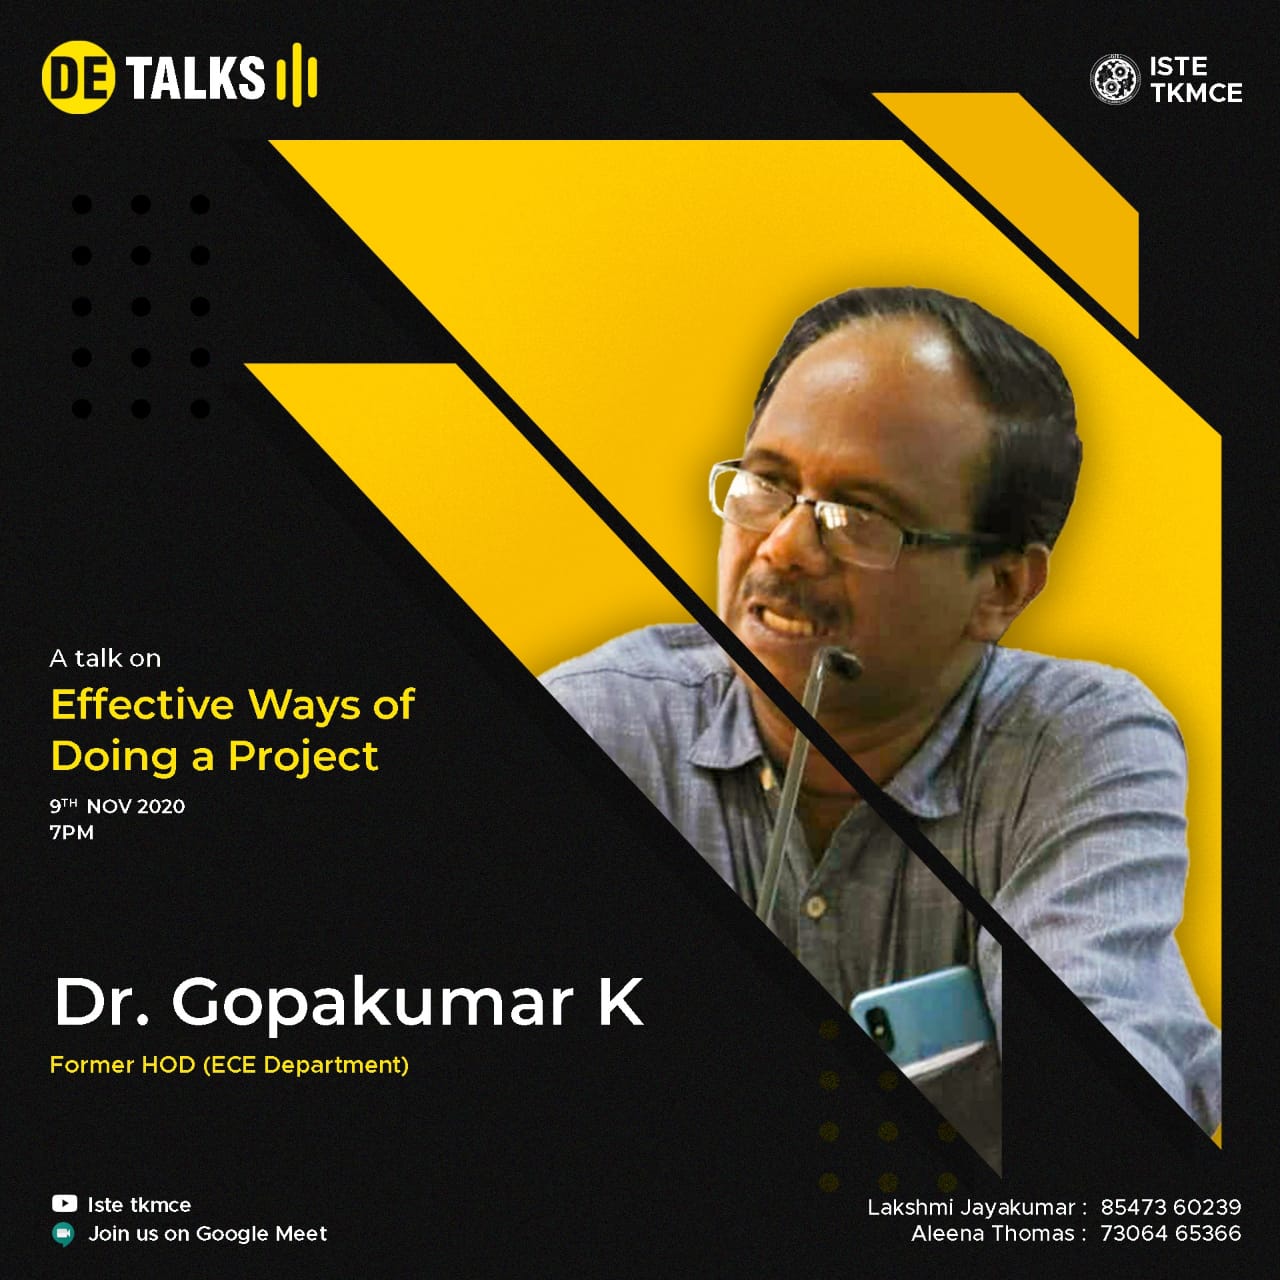 DE TALKS
ISTE
TKMCE
A talk on
Effective Ways of
Doing a Project
9TH NOV 2020
7PM
Dr. Gopakumar K
Former HOD (ECE Department)
Iste tkmce
Join us on Google Meet
Lakshmi Jayakumar : 85473 60239
Aleena Thomas : 73064 65366